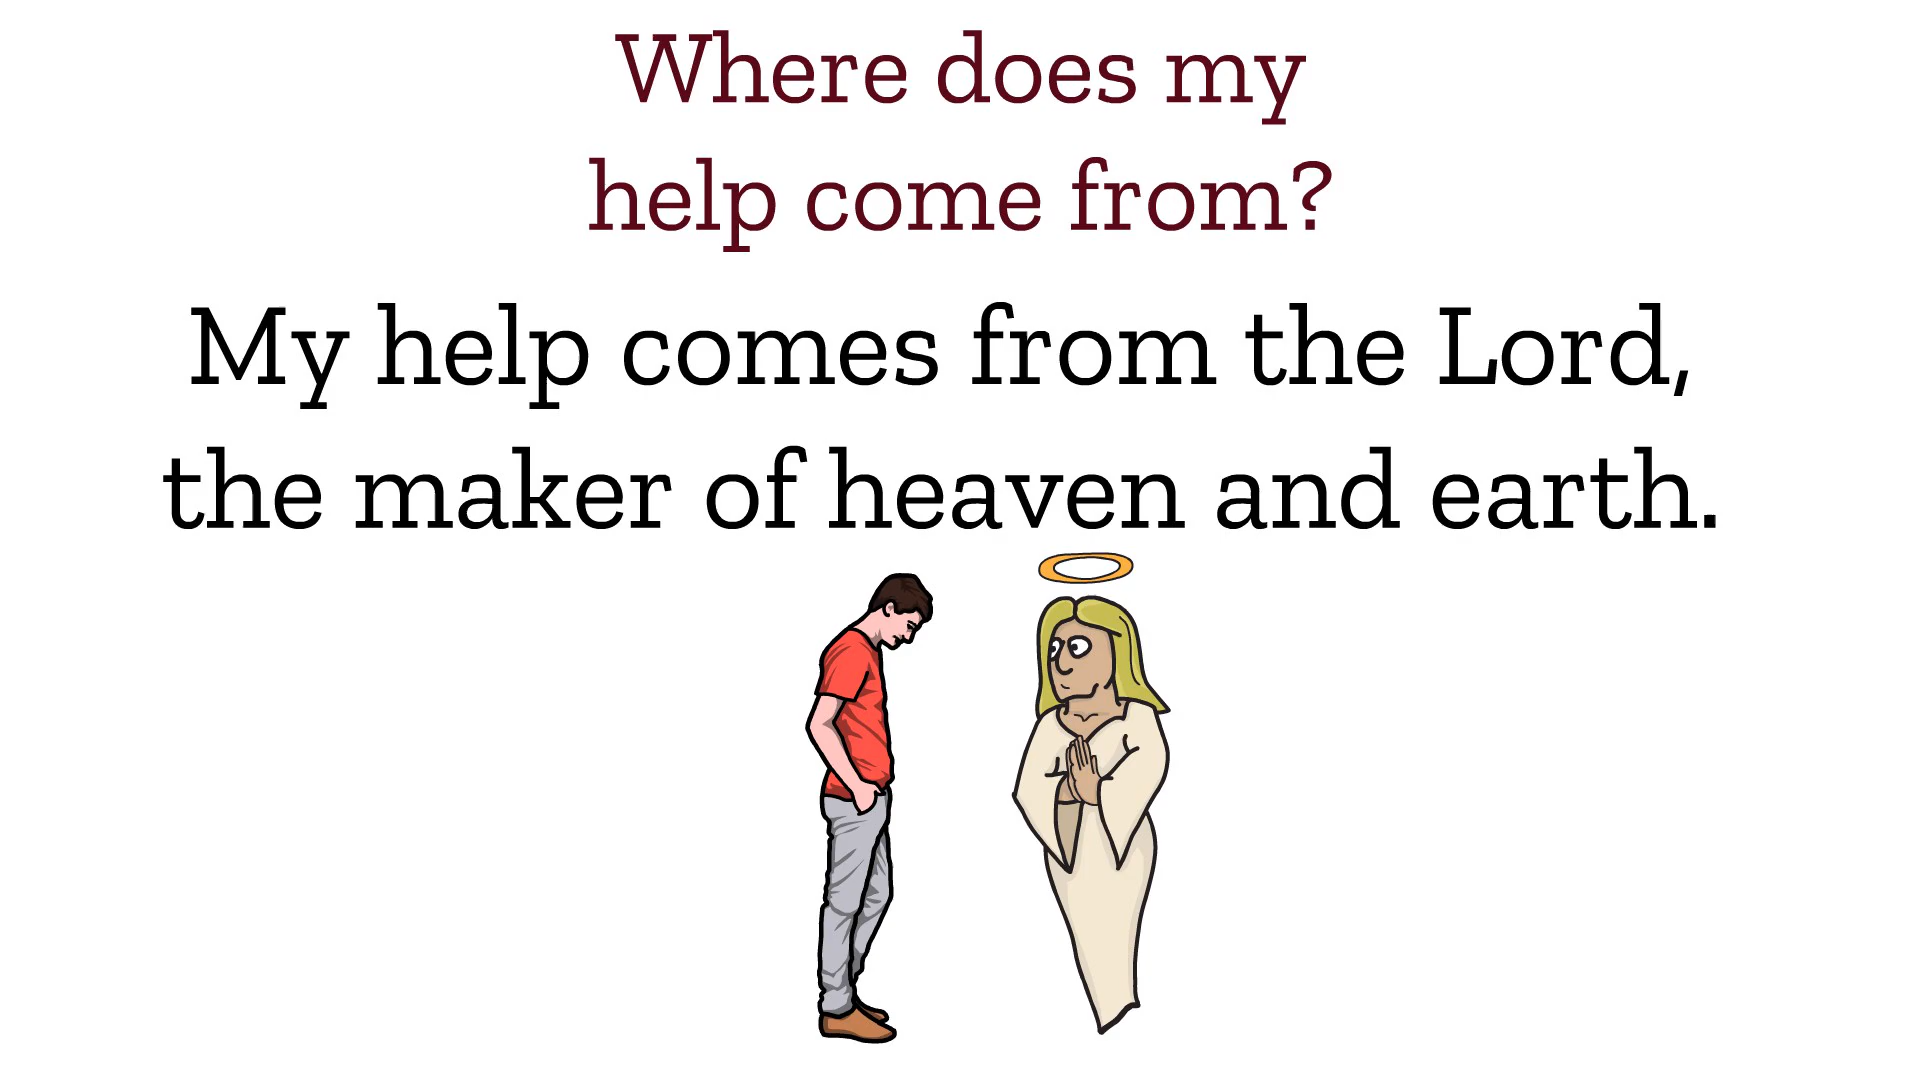 Where does my
help come from?
My help comes from the Lord,
the maker of heaven and earth.